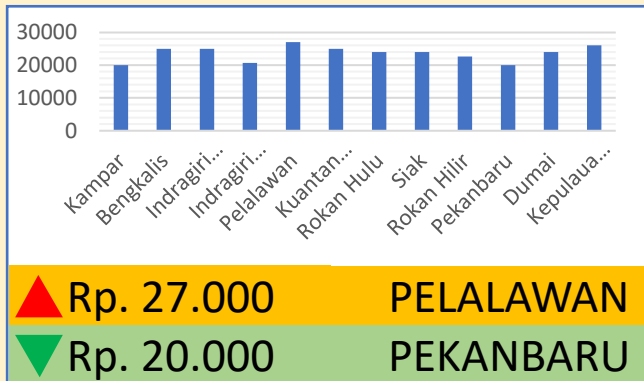 30000
20000
10000
0
Kampar
Bengkalis
Indragiri...
Indragiri...
Pelalawan
Kuantan...
Rokan Hulu
Siak
Rokan Hilir
Pekanbaru
Dumai
Kepulaua...
Rp. 27.000 PELALAWAN
Rp. 20.000 PEKANBARU